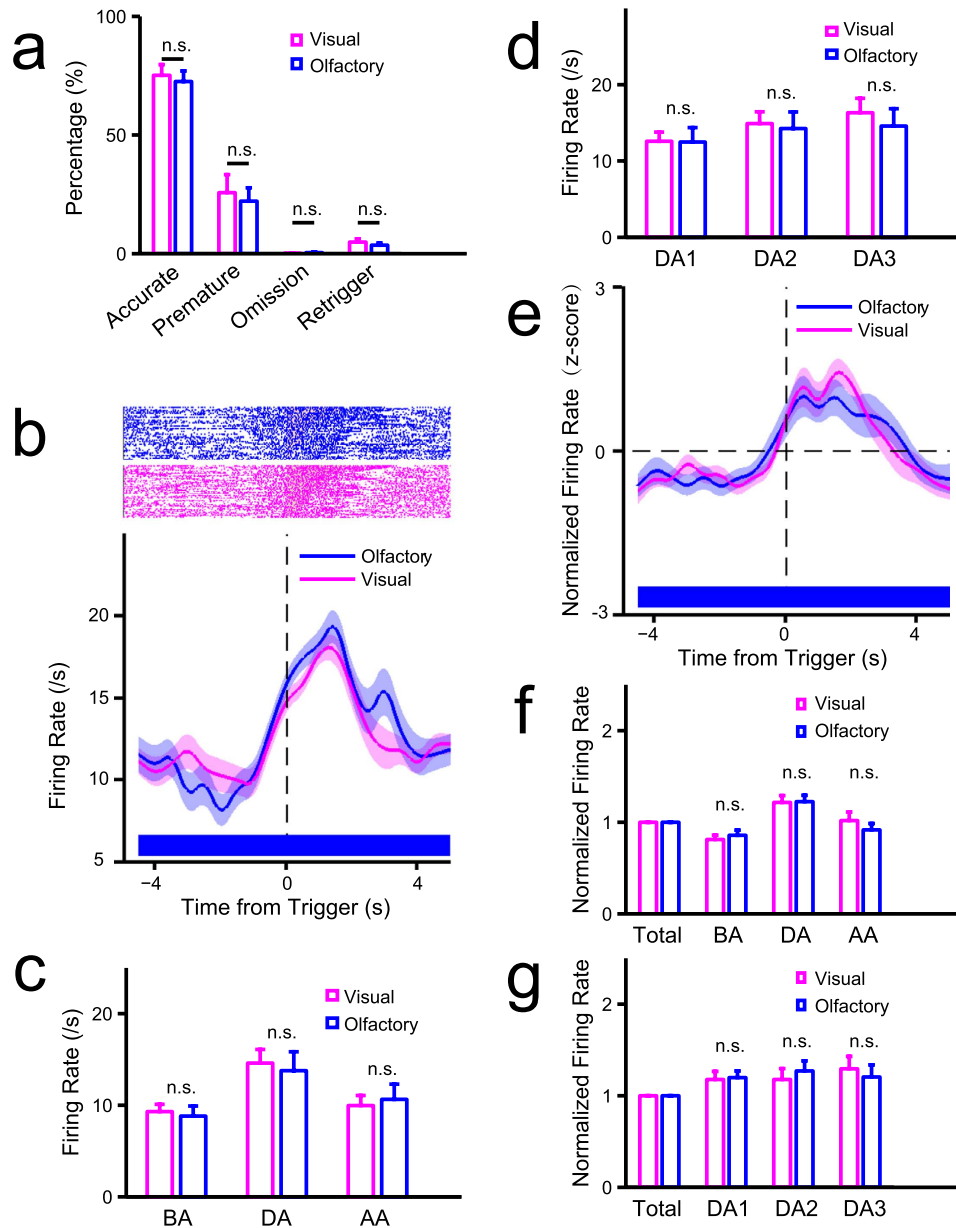 a
Percentage (%)
100
50
0
Visual
Olfactory
n.s.
n.s.
n.s.
n.s.
Accurate
Premature
Omission
Retrigger
b
Olfactory
Visual
Firing Rate (/s)
20
15
10
5
−4 0 4
Time from Trigger (s)
c
Firing Rate (/s)
20
10
0
Visual
Olfactory
n.s.
n.s.
n.s.
BA DA AA
d
Firing Rate (/s)
20
10
0
Visual
Olfactory
n.s.
n.s.
n.s.
DA1 DA2 DA3
e
Normalized Firing Rate (z-score)
3
0
-3
Olfactory
Visual
−4 0 4
Time from Trigger (s)
f
Normalized Firing Rate
2
1
0
Visual
Olfactory
n.s.
n.s.
n.s.
Total BA DA AA
g
Normalized Firing Rate
2
1
0
Visual
Olfactory
n.s.
n.s.
n.s.
Total DA1 DA2 DA3